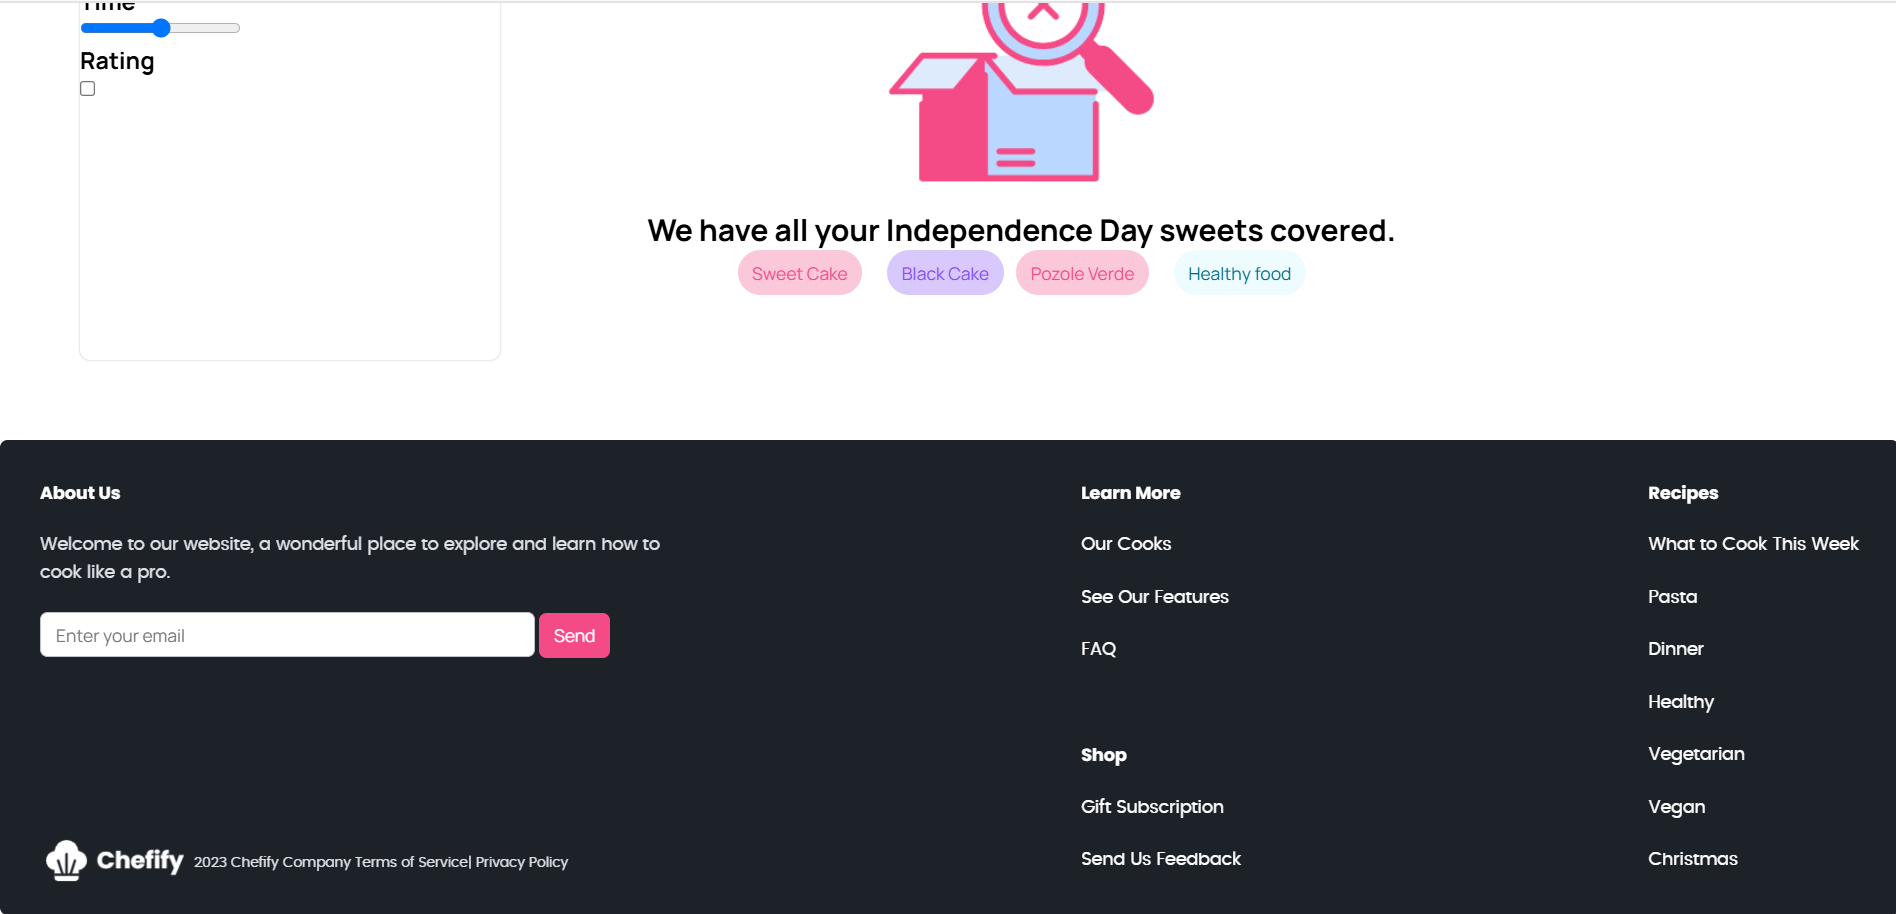 Time
Rating
We have all your Independence Day sweets covered.
Sweet Cake
Black Cake
Pozole Verde
Healthy food
About Us
Welcome to our website, a wonderful place to explore and learn how to
cook like a pro.
Enter your email
Send
Learn More
Our Cooks
See Our Features
FAQ
Shop
Gift Subscription
Send Us Feedback
Recipes
What to Cook This Week
Pasta
Dinner
Healthy
Vegetarian
Vegan
Christmas
Chefify
2023 Chefify Company Terms of Service| Privacy Policy